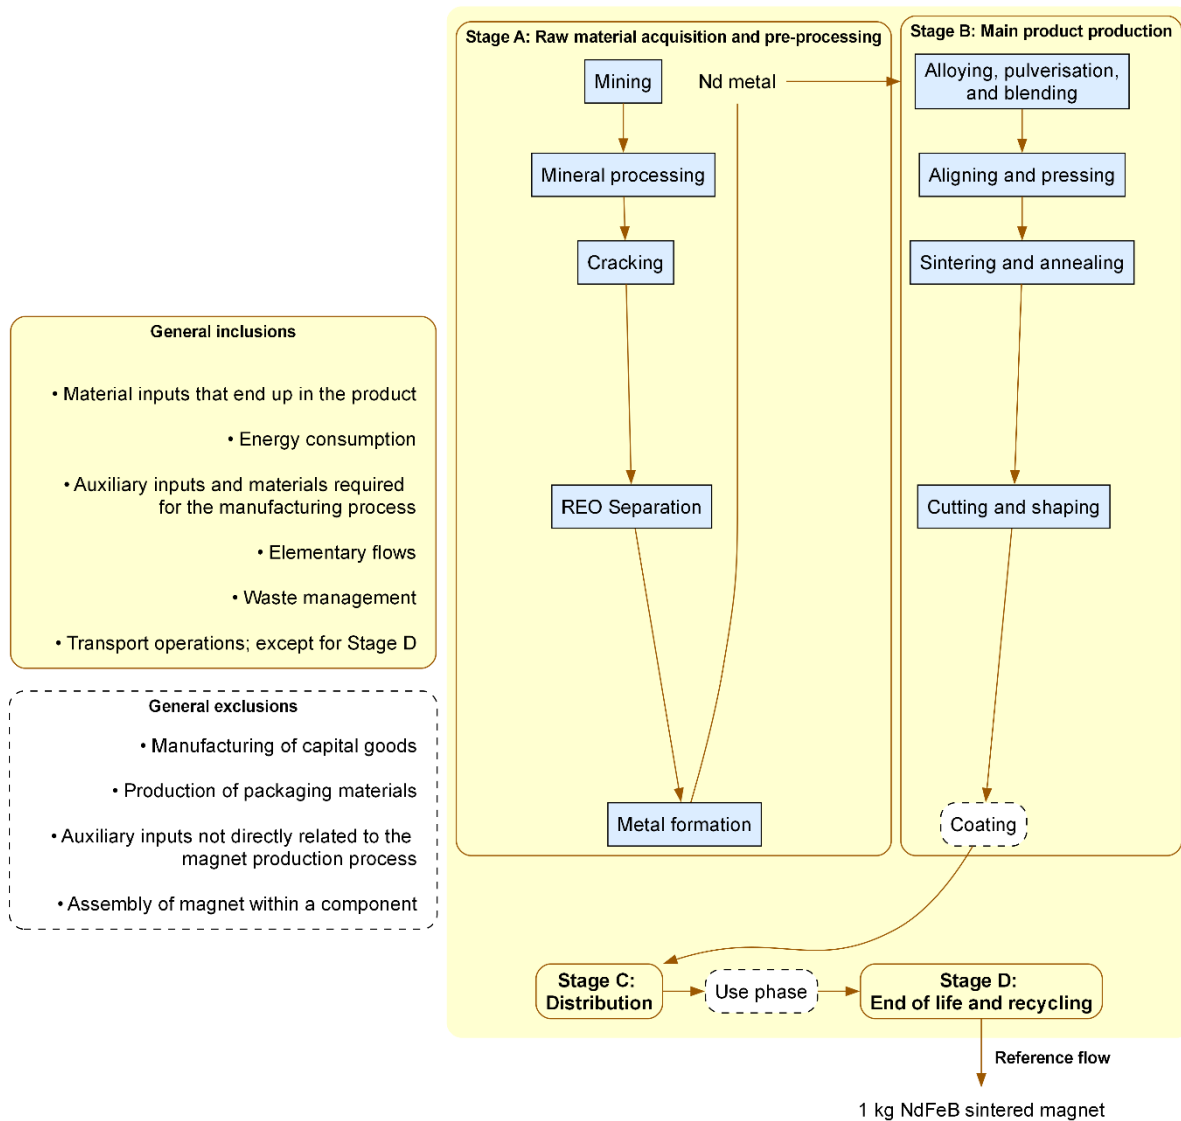 Stage A: Raw material acquisition and pre-processing
Mining
Nd metal
Mineral processing
Cracking
REO Separation
Metal formation
Stage B: Main product production
Alloying, pulverisation,
and blending
Aligning and pressing
Sintering and annealing
Cutting and shaping
Coating
General inclusions
• Material inputs that end up in the product
• Energy consumption
• Auxiliary inputs and materials required
for the manufacturing process
• Elementary flows
• Waste management
• Transport operations; except for Stage D
General exclusions
• Manufacturing of capital goods
• Production of packaging materials
• Auxiliary inputs not directly related to the
magnet production process
• Assembly of magnet within a component
Stage C:
Distribution
Use phase
Stage D:
End of life and recycling
Reference flow
1 kg NdFeB sintered magnet